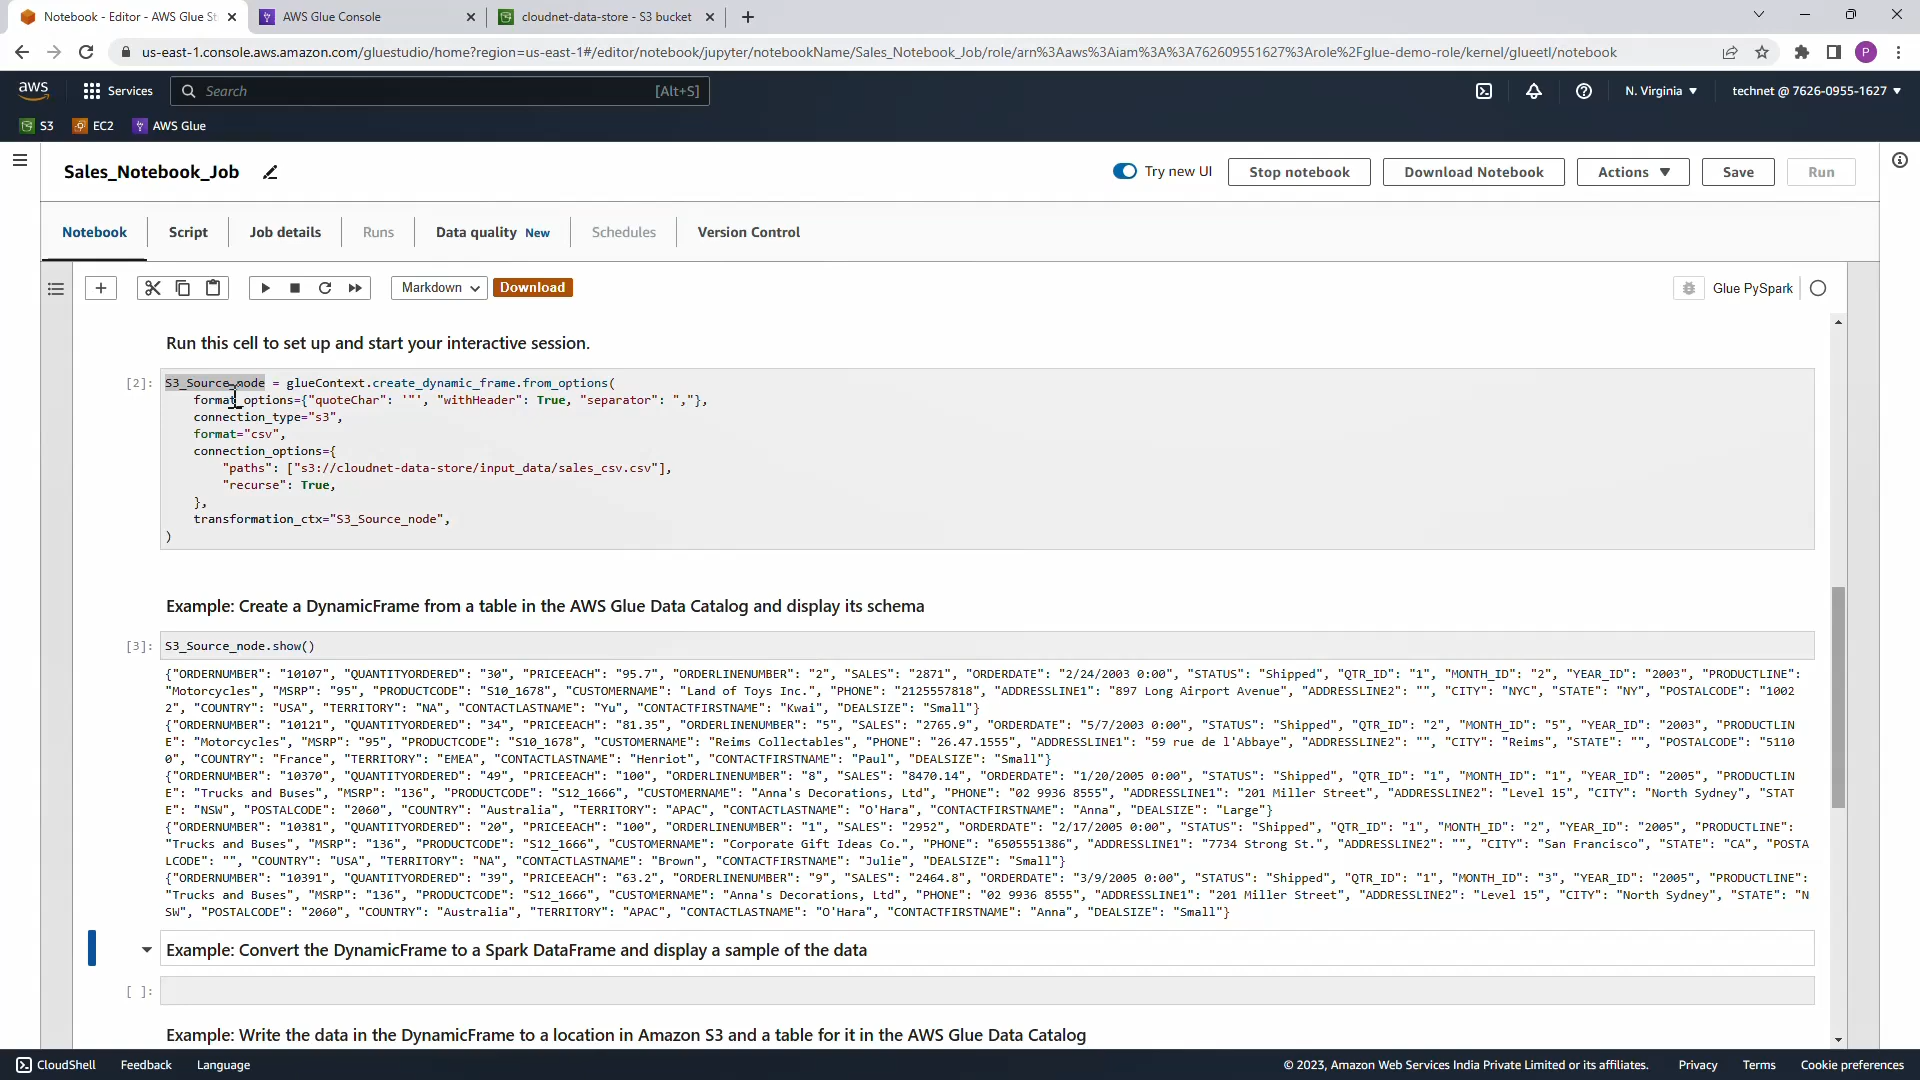 Notebook - Editor - AWS Glue St
AWS Glue Console
cloudnet-data-store - S3 bucket
us-east-1.console.aws.amazon.com/gluestudio/home?region=us-east-1#/editor/notebook/jupyter/notebookName/Sales_Notebook_Job/role/arn%3Aaws%3Aiam%3A%3A762609551627%3Arole%2Fglue-demo-role/kernel/glueetl/notebook
P
aws Services Search [Alt+S] N. Virginia ▼ technet @ 7626-0955-1627 ▼
S3 EC2 AWS Glue
Sales_Notebook_Job Try new UI Stop notebook Download Notebook Actions ▼ Save Run
Notebook Script Job details Runs Data quality New Schedules Version Control
Markdown Download Glue PySpark
Run this cell to set up and start your interactive session.
[2]: S3_Source_node = glueContext.create_dynamic_frame.from_options(
format_options={"quoteChar": '"', "withHeader": True, "separator": ","},
connection_type="s3",
format="csv",
connection_options={
"paths": ["s3://cloudnet-data-store/input_data/sales_csv.csv"],
"recurse": True,
},
transformation_ctx="S3_Source_node",
)
Example: Create a DynamicFrame from a table in the AWS Glue Data Catalog and display its schema
[3]: S3_Source_node.show()
{"ORDERNUMBER": "10107", "QUANTITYORDERED": "30", "PRICEEACH": "95.7", "ORDERLINENUMBER": "2", "SALES": "2871", "ORDERDATE": "2/24/2003 0:00", "STATUS": "Shipped", "QTR_ID": "1", "MONTH_ID": "2", "YEAR_ID": "2003", "PRODUCTLINE":
"Motorcycles", "MSRP": "95", "PRODUCTCODE": "S10_1678", "CUSTOMERNAME": "Land of Toys Inc.", "PHONE": "2125557818", "ADDRESSLINE1": "897 Long Airport Avenue", "ADDRESSLINE2": "", "CITY": "NYC", "STATE": "NY", "POSTALCODE": "1002
2", "COUNTRY": "USA", "TERRITORY": "NA", "CONTACTLASTNAME": "Yu", "CONTACTFIRSTNAME": "Kwai", "DEALSIZE": "Small"}
{"ORDERNUMBER": "10121", "QUANTITYORDERED": "34", "PRICEEACH": "81.35", "ORDERLINENUMBER": "5", "SALES": "2765.9", "ORDERDATE": "5/7/2003 0:00", "STATUS": "Shipped", "QTR_ID": "2", "MONTH_ID": "5", "YEAR_ID": "2003", "PRODUCTLIN
E": "Motorcycles", "MSRP": "95", "PRODUCTCODE": "S10_1678", "CUSTOMERNAME": "Reims Collectables", "PHONE": "26.47.1555", "ADDRESSLINE1": "59 rue de l'Abbaye", "ADDRESSLINE2": "", "CITY": "Reims", "STATE": "", "POSTALCODE": "5110
0", "COUNTRY": "France", "TERRITORY": "EMEA", "CONTACTLASTNAME": "Henriot", "CONTACTFIRSTNAME": "Paul", "DEALSIZE": "Small"}
{"ORDERNUMBER": "10370", "QUANTITYORDERED": "49", "PRICEEACH": "100", "ORDERLINENUMBER": "8", "SALES": "8470.14", "ORDERDATE": "1/20/2005 0:00", "STATUS": "Shipped", "QTR_ID": "1", "MONTH_ID": "1", "YEAR_ID": "2005", "PRODUCTLIN
E": "Trucks and Buses", "MSRP": "136", "PRODUCTCODE": "S12_1666", "CUSTOMERNAME": "Anna's Decorations, Ltd", "PHONE": "02 9936 8555", "ADDRESSLINE1": "201 Miller Street", "ADDRESSLINE2": "Level 15", "CITY": "North Sydney", "STAT
E": "NSW", "POSTALCODE": "2060", "COUNTRY": "Australia", "TERRITORY": "APAC", "CONTACTLASTNAME": "O'Hara", "CONTACTFIRSTNAME": "Anna", "DEALSIZE": "Large"}
{"ORDERNUMBER": "10381", "QUANTITYORDERED": "20", "PRICEEACH": "100", "ORDERLINENUMBER": "1", "SALES": "2952", "ORDERDATE": "2/17/2005 0:00", "STATUS": "Shipped", "QTR_ID": "1", "MONTH_ID": "2", "YEAR_ID": "2005", "PRODUCTLINE":
"Trucks and Buses", "MSRP": "136", "PRODUCTCODE": "S12_1666", "CUSTOMERNAME": "Corporate Gift Ideas Co.", "PHONE": "6505551386", "ADDRESSLINE1": "7734 Strong St.", "ADDRESSLINE2": "", "CITY": "San Francisco", "STATE": "CA", "POSTA
LCODE": "", "COUNTRY": "USA", "TERRITORY": "NA", "CONTACTLASTNAME": "Brown", "CONTACTFIRSTNAME": "Julie", "DEALSIZE": "Small"}
{"ORDERNUMBER": "10391", "QUANTITYORDERED": "39", "PRICEEACH": "63.2", "ORDERLINENUMBER": "9", "SALES": "2464.8", "ORDERDATE": "3/9/2005 0:00", "STATUS": "Shipped", "QTR_ID": "1", "MONTH_ID": "3", "YEAR_ID": "2005", "PRODUCTLINE":
"Trucks and Buses", "MSRP": "136", "PRODUCTCODE": "S12_1666", "CUSTOMERNAME": "Anna's Decorations, Ltd", "PHONE": "02 9936 8555", "ADDRESSLINE1": "201 Miller Street", "ADDRESSLINE2": "Level 15", "CITY": "North Sydney", "STATE": "N
SW", "POSTALCODE": "2060", "COUNTRY": "Australia", "TERRITORY": "APAC", "CONTACTLASTNAME": "O'Hara", "CONTACTFIRSTNAME": "Anna", "DEALSIZE": "Small"}
Example: Convert the DynamicFrame to a Spark DataFrame and display a sample of the data
[ ]:
Example: Write the data in the DynamicFrame to a location in Amazon S3 and a table for it in the AWS Glue Data Catalog
CloudShell Feedback Language © 2023, Amazon Web Services India Private Limited or its affiliates. Privacy Terms Cookie preferences